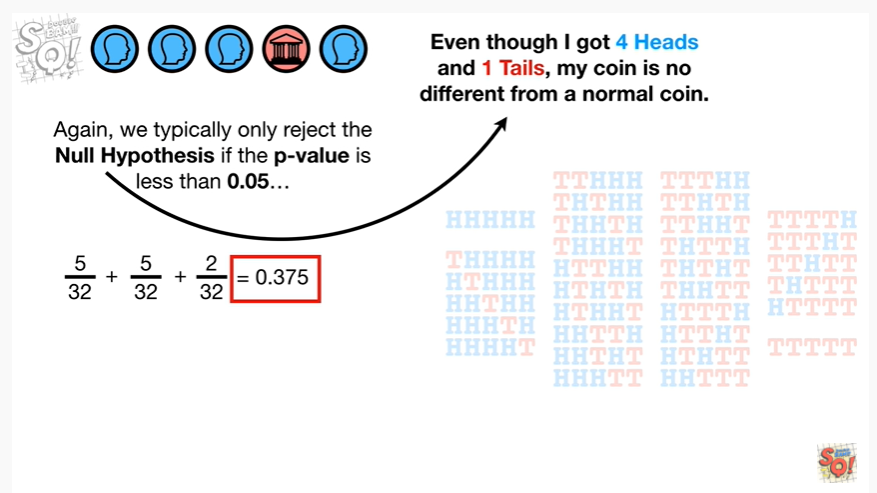 Even though I got 4 Heads
and 1 Tails, my coin is no
different from a normal coin.
Again, we typically only reject the
Null Hypothesis if the p-value is
less than 0.05…
5/32 + 5/32 + 2/32 = 0.375
HHHHH
THHHH
HTHHH
HHTHH
HHHTH
HHHHT
TTHHH
THTHH
THHTH
THHHT
HTTHH
HTHTH
HTHHT
HHTTH
HHTHT
HHHTT
TTTHH
TTHTH
TTHHT
THTTH
THTHT
THHTT
HTTTH
HTTHT
HTHTT
HHTTT
TTTTH
TTTHT
TTHTT
THTTT
HTTTT
TTTTT